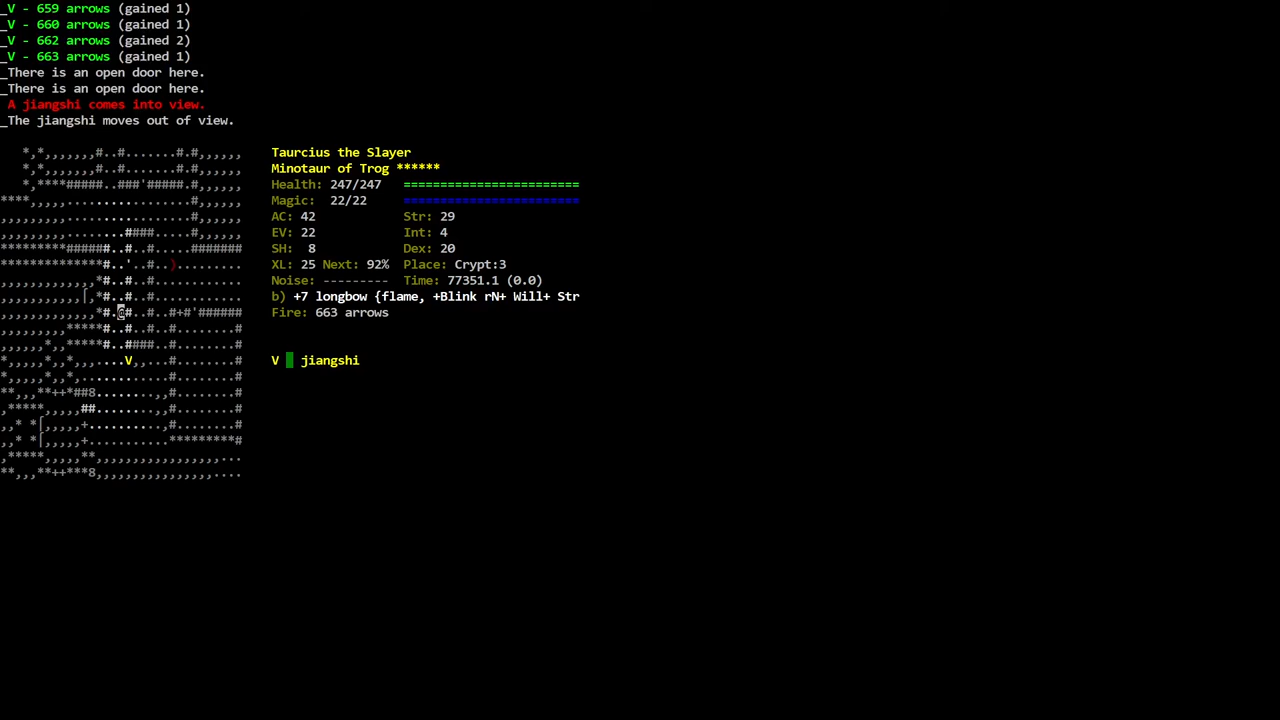 _V - 659 arrows (gained 1)
_V - 660 arrows (gained 1)
_V - 662 arrows (gained 2)
_V - 663 arrows (gained 1)
_There is an open door here.
_There is an open door here.
A jiangshi comes into view.
_The jiangshi moves out of view.
Taurcius the Slayer
Minotaur of Trog ******
Health: 247/247 ========================
Magic: 22/22 ========================
AC: 42 Str: 29
EV: 22 Int: 4
SH: 8 Dex: 20
XL: 25 Next: 92% Place: Crypt:3
Noise: --------- Time: 77351.1 (0.0)
b) +7 longbow {flame, +Blink rN+ Will+ Str
Fire: 663 arrows
V jiangshi